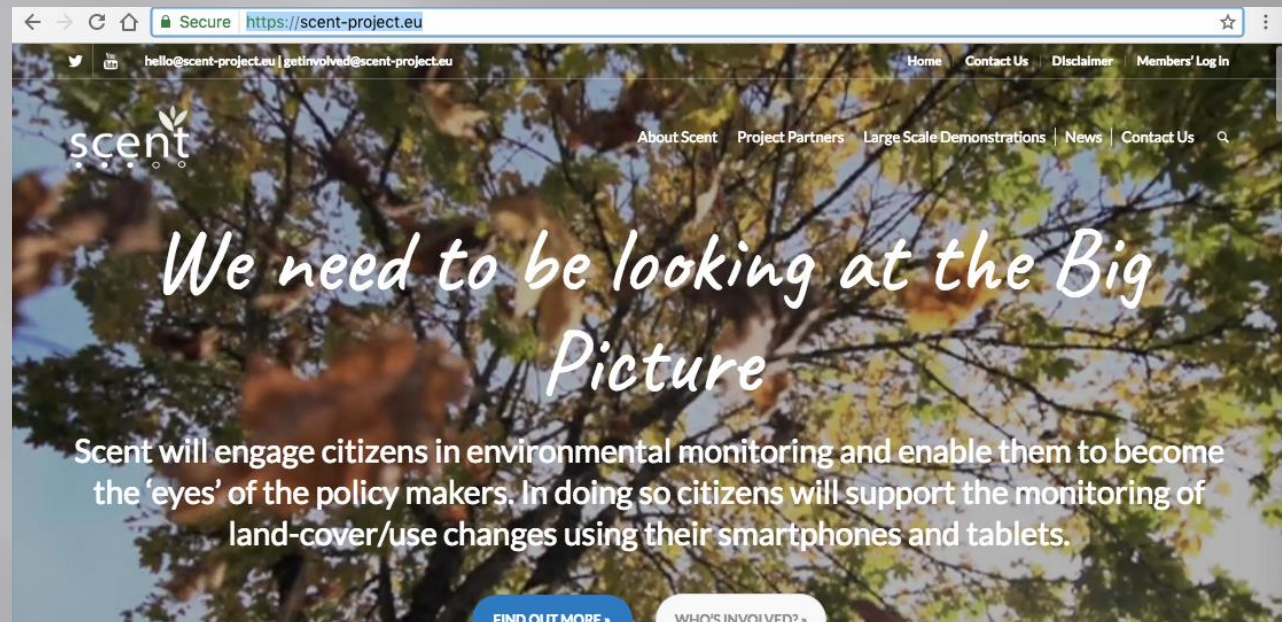 Secure https://scent-project.eu
hello@scent-project.eu | getinvolved@scent-project.eu
Home Contact Us Disclaimer Members' Log in
scent
About Scent Project Partners Large Scale Demonstrations News Contact Us
We need to be looking at the Big
Picture
Scent will engage citizens in environmental monitoring and enable them to become
the 'eyes' of the policy makers. In doing so citizens will support the monitoring of
land-cover/use changes using their smartphones and tablets.
FIND OUT MORE » WHO'S INVOLVED? »